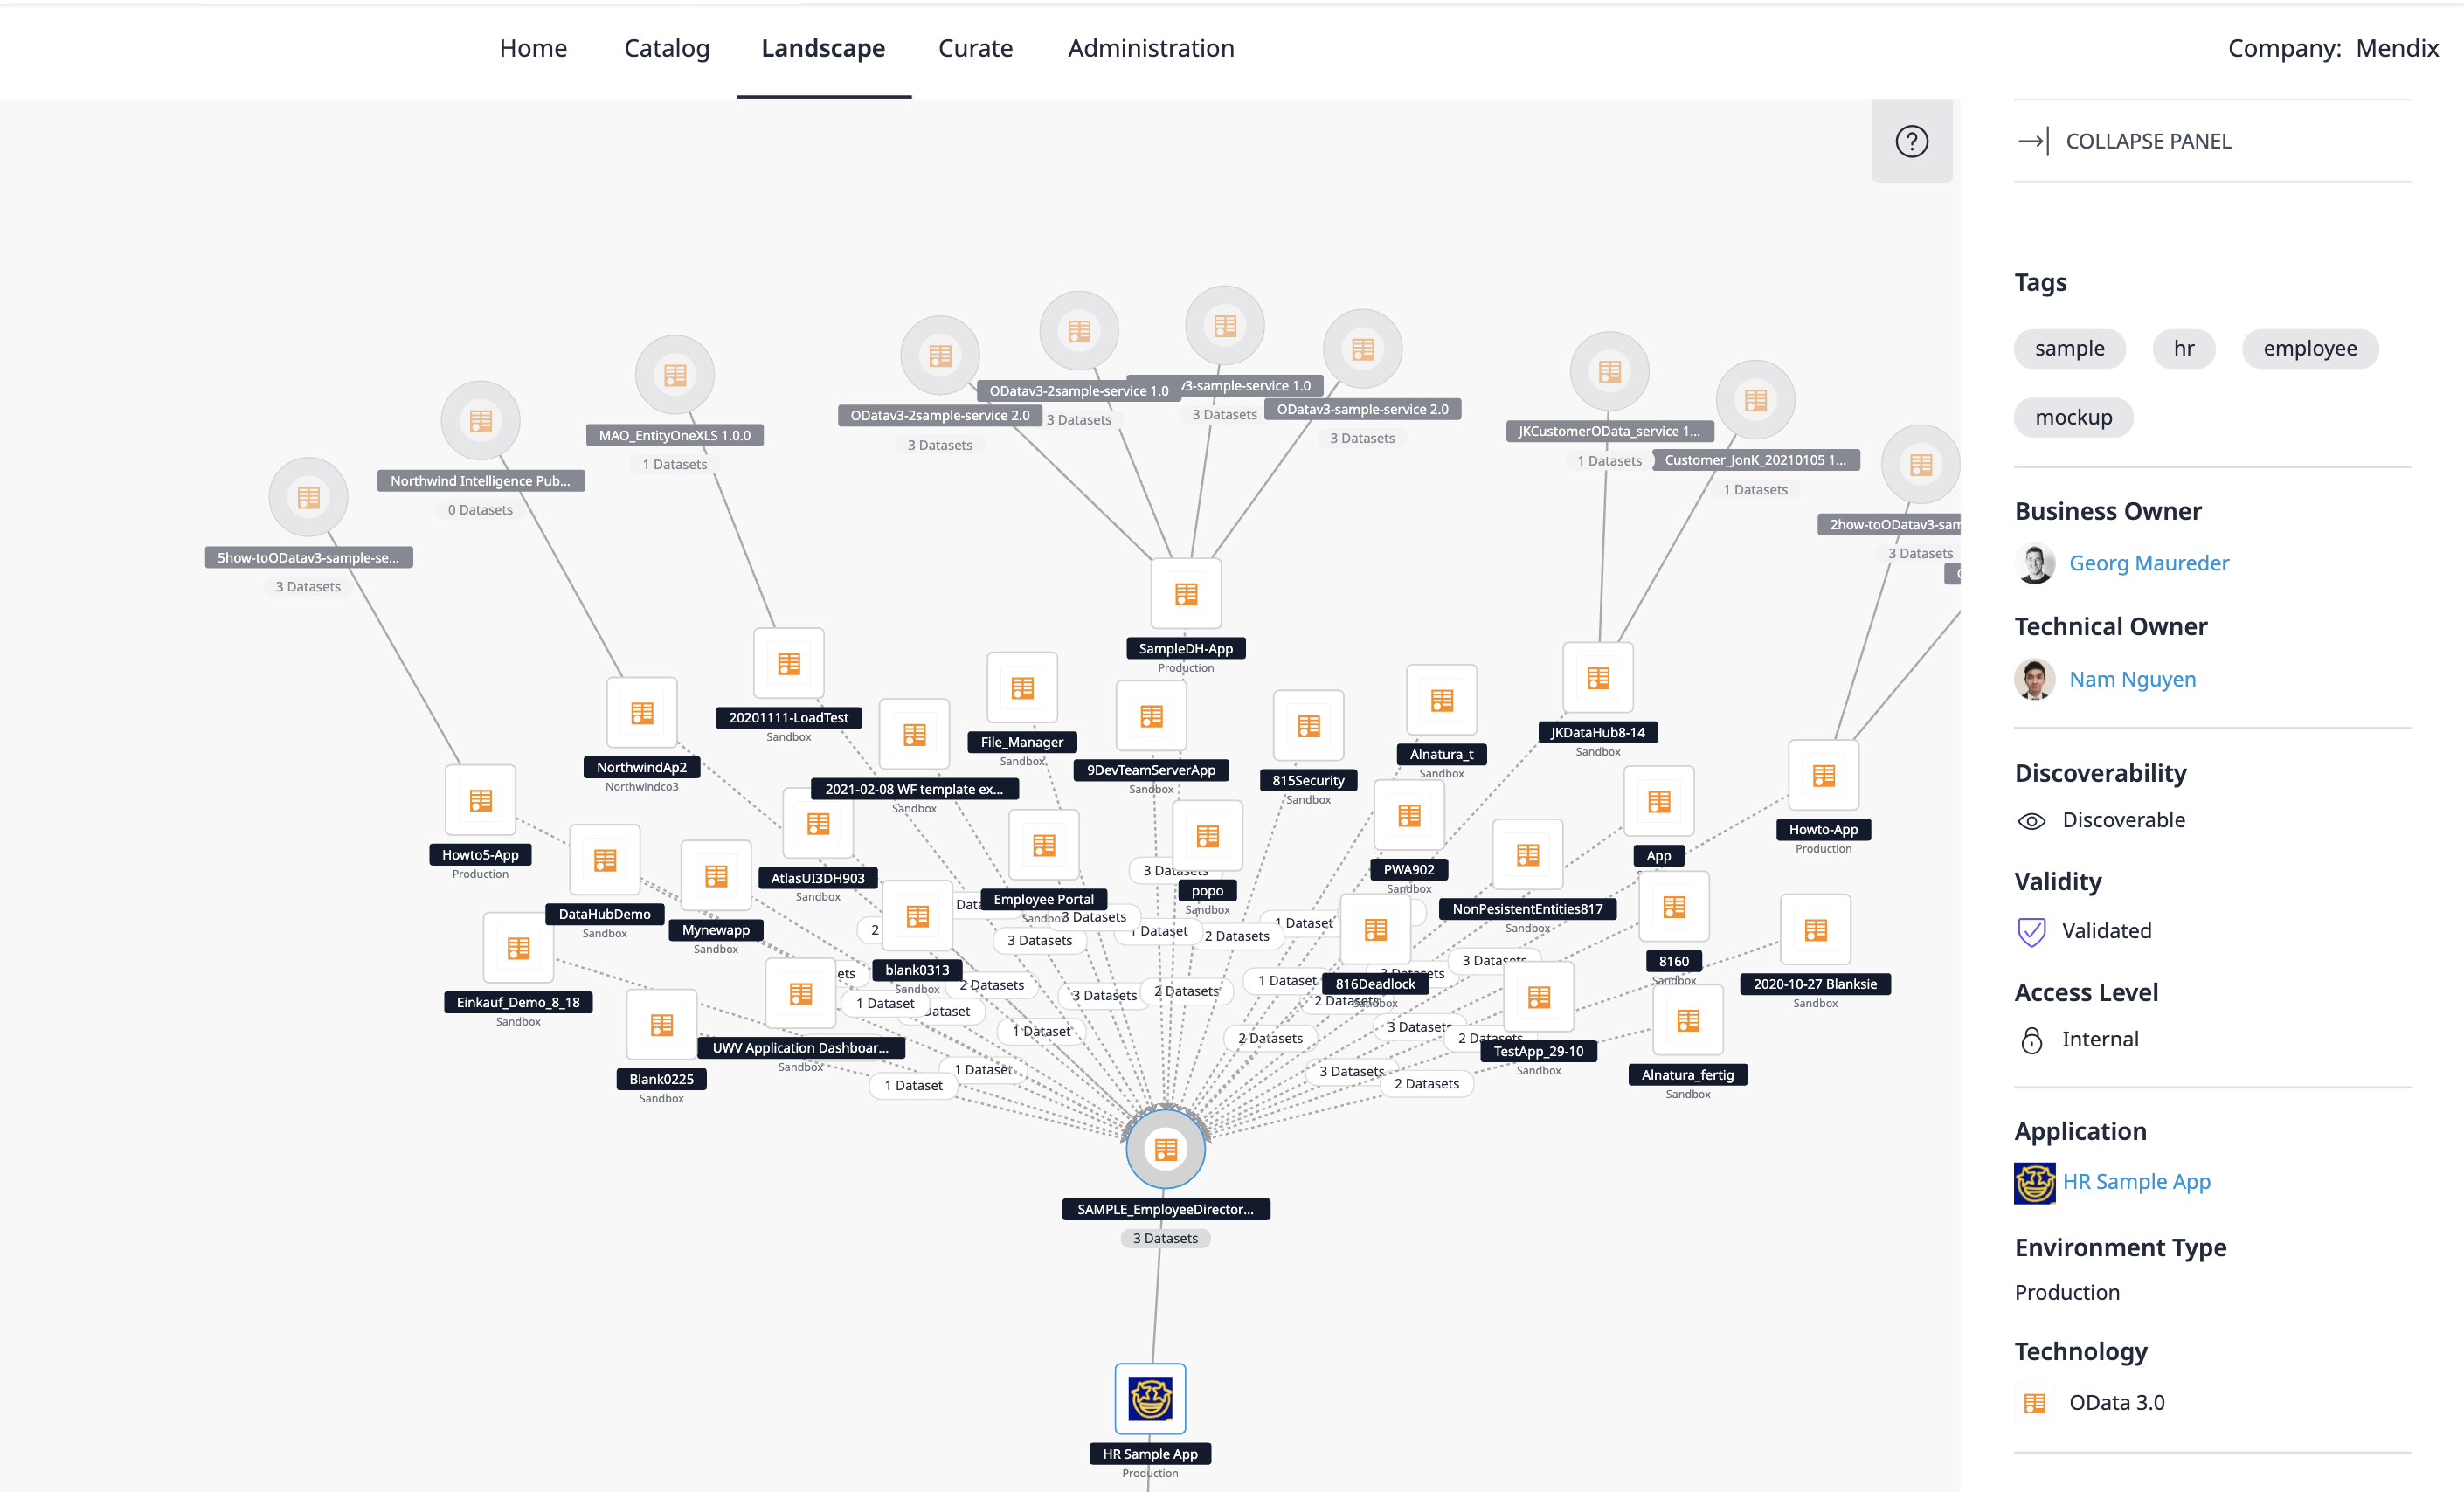 Home Catalog Landscape Curate Administration Company: Mendix
COLLAPSE PANEL
Tags
sample hr employee
mockup
Business Owner
Georg Maureder
Technical Owner
Nam Nguyen
Discoverability
Discoverable
Validity
Validated
Access Level
Internal
Application
HR Sample App
Environment Type
Production
Technology
OData 3.0
ODatav3-2sample-service 1.0
3 Datasets
v3-sample-service 1.0
3 Datasets
ODatav3-2sample-service 2.0
3 Datasets
ODatav3-sample-service 2.0
3 Datasets
MAO_EntityOneXLS 1.0.0
1 Datasets
JKCustomerOData_service 1...
1 Datasets
Customer_JonK_20210105 1...
1 Datasets
Northwind Intelligence Pub...
0 Datasets
2how-toODatav3-sam
3 Datasets
5how-toODatav3-sample-se...
3 Datasets
SampleDH-App
Production
20201111-LoadTest
Sandbox
JKDataHub8-14
Sandbox
File_Manager
Sandbox
Alnatura_t
Sandbox
NorthwindAp2
Northwindco3
9DevTeamServerApp
Sandbox
815Security
Sandbox
2021-02-08 WF template ex...
Sandbox
Howto-App
Production
Howto5-App
Production
App
AtlasUI3DH903
Sandbox
PWA902
Sandbox
popo
Sandbox
3 Datasets
Employee Portal
Sandbox
NonPesistentEntities817
Sandbox
DataHubDemo
Sandbox
Mynewapp
Sandbox
3 Datasets
1 Dataset
1 Dataset
2 Datasets
3 Datasets
blank0313
Sandbox
8160
Sandbox
3 Datasets
3 Datasets
816Deadlock
2020-10-27 Blanksie
Sandbox
Einkauf_Demo_8_18
Sandbox
2 Datasets
3 Datasets
2 Datasets
1 Dataset
2 Datasets
1 Dataset
1 Dataset
3 Datasets
2 Datasets
2 Datasets
UWV Application Dashboar...
Sandbox
TestApp_29-10
Sandbox
Blank0225
Sandbox
Alnatura_fertig
Sandbox
1 Dataset
1 Dataset
3 Datasets
2 Datasets
SAMPLE_EmployeeDirector...
3 Datasets
HR Sample App
Production